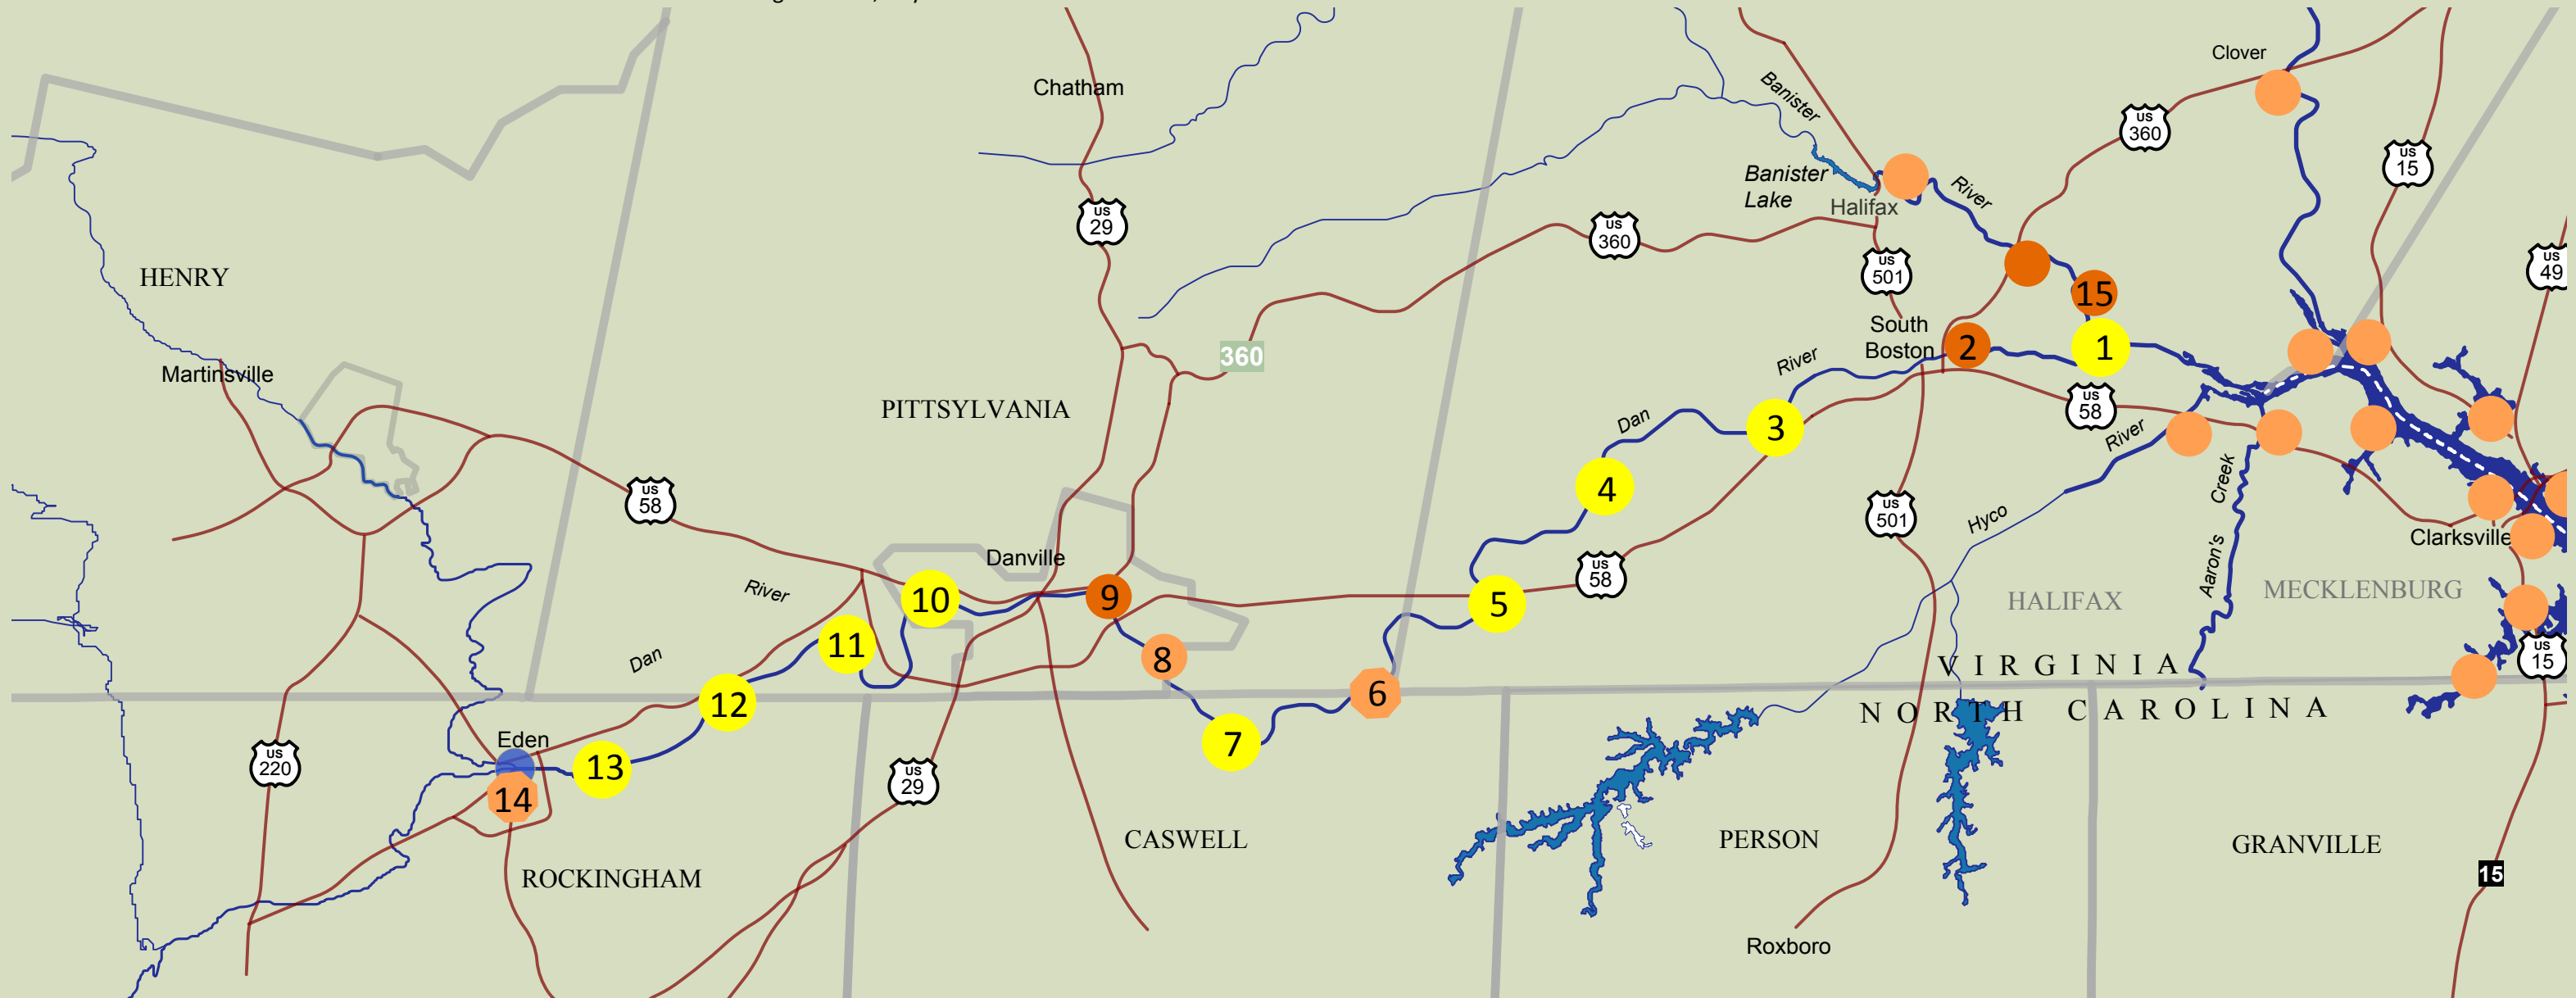 Clover
Chatham
Banister
US
360
US
15
Banister
Lake
River
Halifax
US
29
US
360
US
501
US
49
HENRY
15
South
Boston
2
1
River
360
Martinsville
PITTSYLVANIA
Dan
3
US
58
River
US
58
4
US
501
Hyco
Creek
Clarksville
Danville
US
58
Aaron's
River
10
9
5
HALIFAX
MECKLENBURG
11
8
Dan
VIRGINIA
US
15
12
6
NORTH CAROLINA
Eden
7
US
220
13
14
US
29
CASWELL
PERSON
GRANVILLE
15
ROCKINGHAM
Roxboro